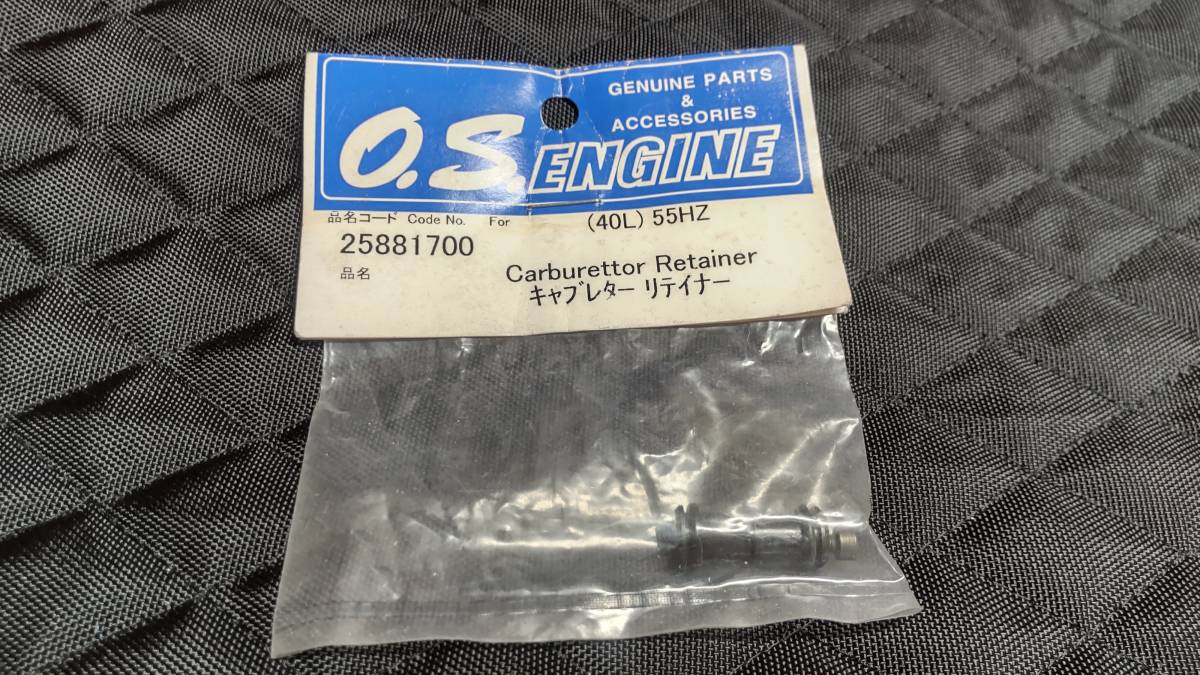 GENUINE PARTS
&
ACCESSORIES
O.S. ENGINE
品名コード Code No. For (40L) 55HZ
25881700
品名 Carburettor Retainer
キャブレター リテイナー